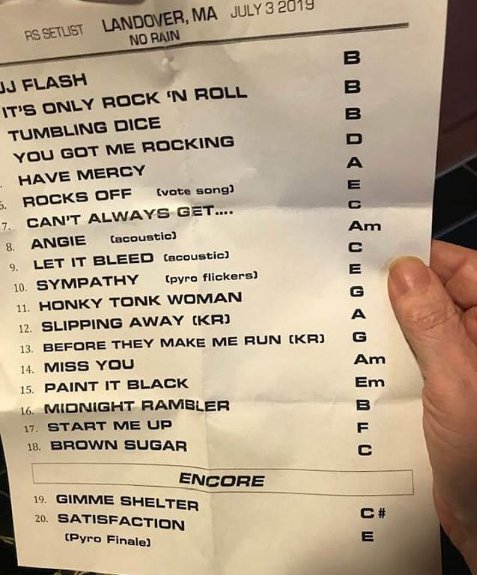 RS SETLIST LANDOVER, MA JULY 3 2019
NO RAIN
JJ FLASH B
IT'S ONLY ROCK 'N ROLL B
TUMBLING DICE B
YOU GOT ME ROCKING D
HAVE MERCY A
6. ROCKS OFF (vote song) E
7. CAN'T ALWAYS GET.... C
8. ANGIE (acoustic) Am
9. LET IT BLEED (acoustic) C
10. SYMPATHY (pyro flickers) E
11. HONKY TONK WOMAN G
12. SLIPPING AWAY (KR) A
13. BEFORE THEY MAKE ME RUN (KR) G
14. MISS YOU Am
15. PAINT IT BLACK Em
16. MIDNIGHT RAMBLER B
17. START ME UP F
18. BROWN SUGAR C
ENCORE
19. GIMME SHELTER C#
20. SATISFACTION E
(Pyro Finale)